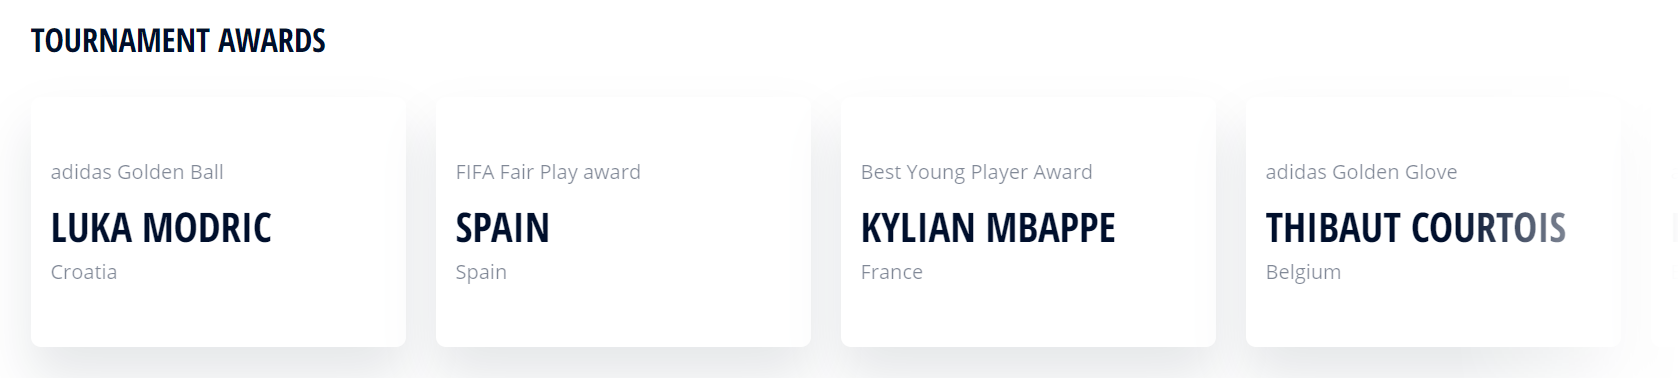 TOURNAMENT AWARDS
adidas Golden Ball
LUKA MODRIC
Croatia
FIFA Fair Play award
SPAIN
Spain
Best Young Player Award
KYLIAN MBAPPE
France
adidas Golden Glove
THIBAUT COURTOIS
Belgium